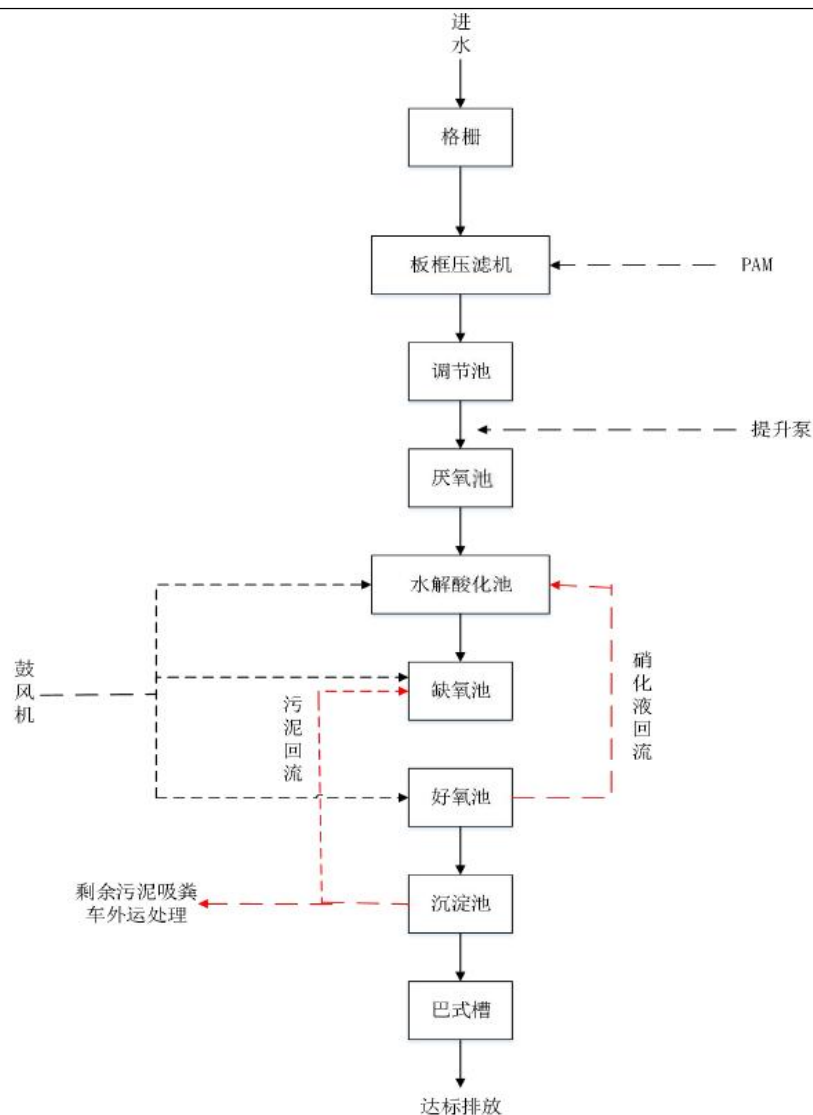 进水
格栅
板框压滤机
PAM
调节池
提升泵
厌氧池
水解酸化池
鼓风机
污泥回流
缺氧池
硝化液回流
好氧池
剩余污泥吸粪
车外运处理
沉淀池
巴式槽
达标排放